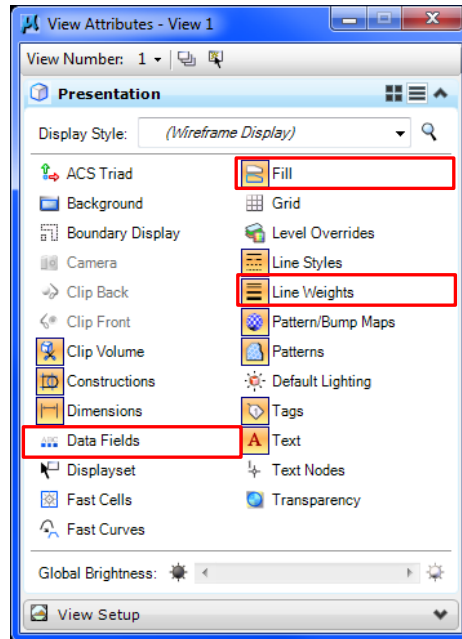 View Attributes - View 1
View Number: 1
Presentation
Display Style: (Wireframe Display)
ACS Triad
Fill
Background
Grid
Boundary Display
Level Overrides
Camera
Line Styles
Clip Back
Line Weights
Clip Front
Pattern/Bump Maps
Clip Volume
Patterns
Constructions
Default Lighting
Dimensions
Tags
ABC Data Fields
A Text
Displayset
Text Nodes
Fast Cells
Transparency
Fast Curves
Global Brightness:
View Setup